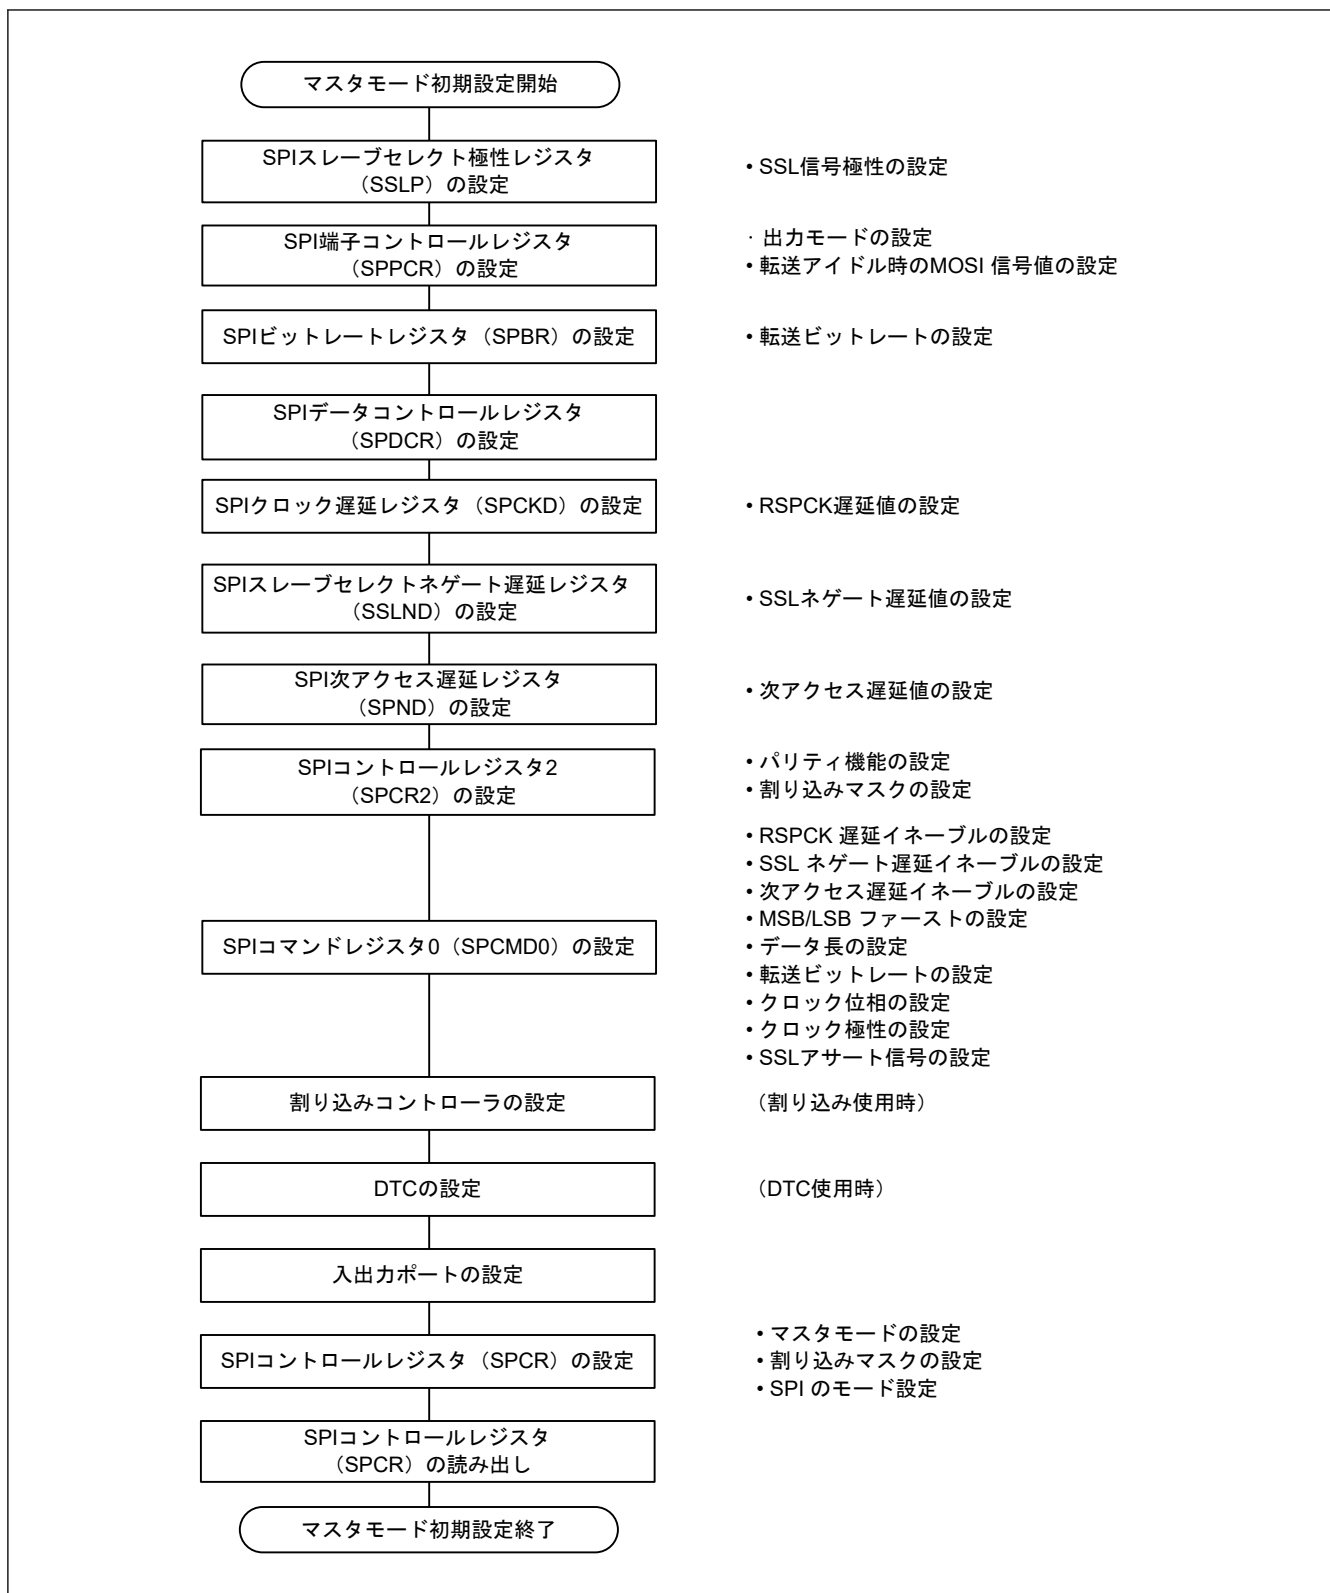 マスタモード初期設定開始
SPIスレーブセレクト極性レジスタ
（SSLP）の設定
• SSL信号極性の設定
SPI端子コントロールレジスタ
（SPPCR）の設定
· 出力モードの設定
• 転送アイドル時のMOSI 信号値の設定
SPIビットレートレジスタ（SPBR）の設定
• 転送ビットレートの設定
SPIデータコントロールレジスタ
（SPDCR）の設定
SPIクロック遅延レジスタ（SPCKD）の設定
• RSPCK遅延値の設定
SPIスレーブセレクトネゲート遅延レジスタ
（SSLND）の設定
• SSLネゲート遅延値の設定
SPI次アクセス遅延レジスタ
（SPND）の設定
• 次アクセス遅延値の設定
SPIコントロールレジスタ2
（SPCR2）の設定
• パリティ機能の設定
• 割り込みマスクの設定
SPIコマンドレジスタ0（SPCMD0）の設定
• RSPCK 遅延イネーブルの設定
• SSL ネゲート遅延イネーブルの設定
• 次アクセス遅延イネーブルの設定
• MSB/LSB ファーストの設定
• データ長の設定
• 転送ビットレートの設定
• クロック位相の設定
• クロック極性の設定
• SSLアサート信号の設定
割り込みコントローラの設定
（割り込み使用時）
DTCの設定
（DTC使用時）
入出力ポートの設定
SPIコントロールレジスタ（SPCR）の設定
• マスタモードの設定
• 割り込みマスクの設定
• SPI のモード設定
SPIコントロールレジスタ
（SPCR）の読み出し
マスタモード初期設定終了